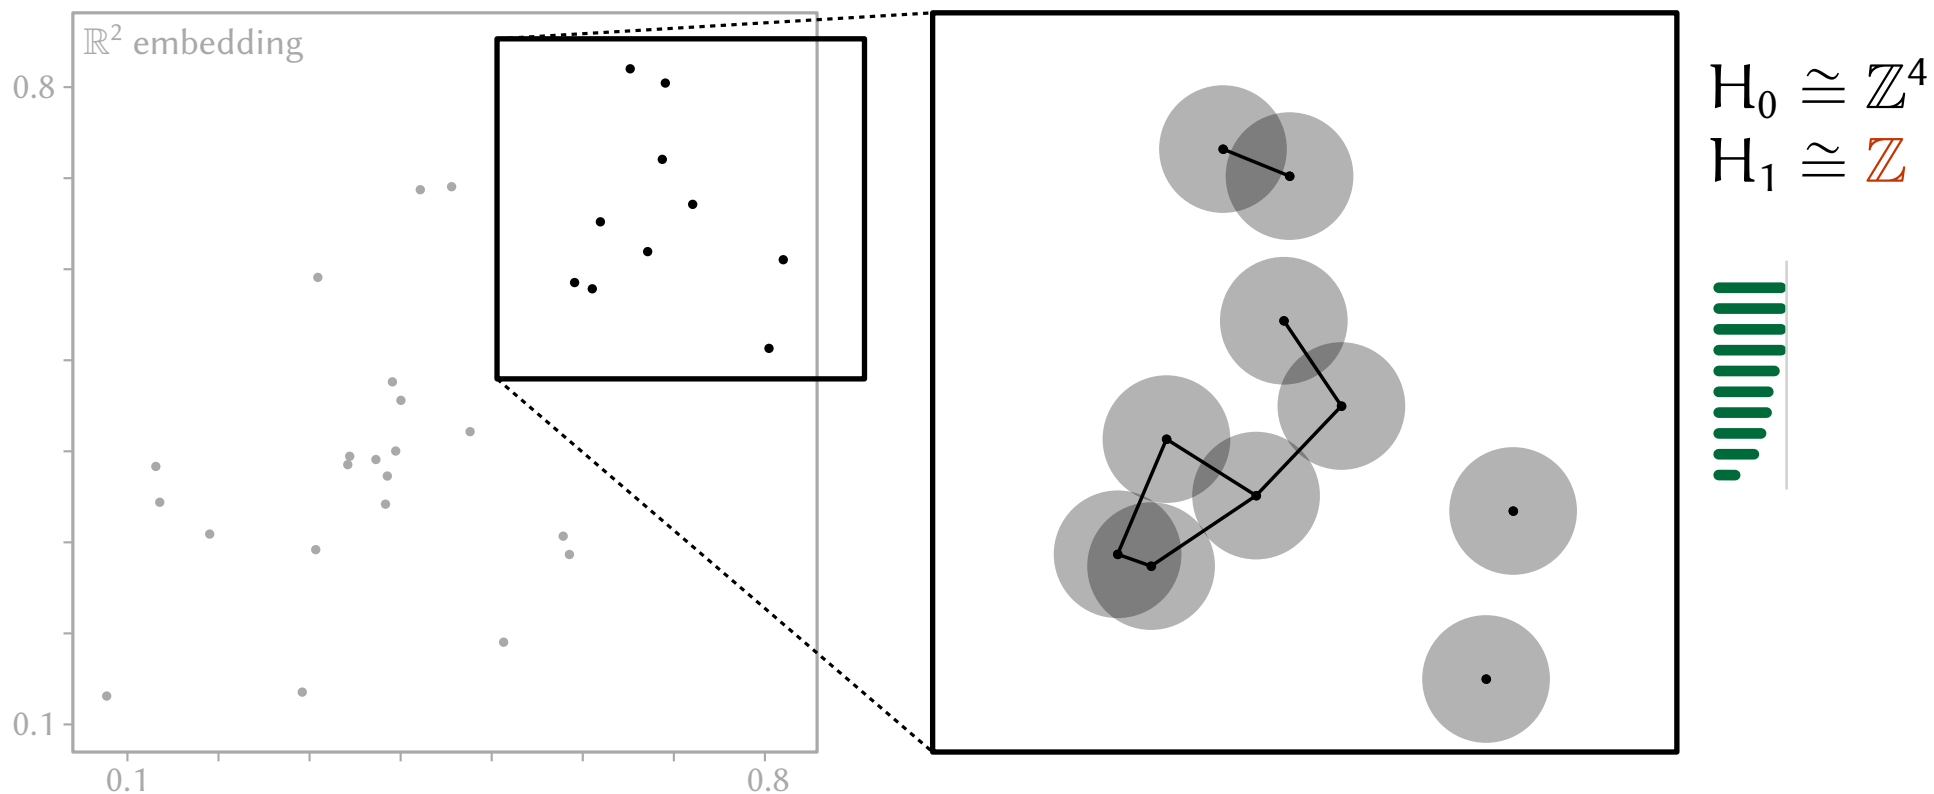 ℝ² embedding
0.8
0.1
0.1
0.8
H₀ ≅ ℤ⁴
H₁ ≅ ℤ